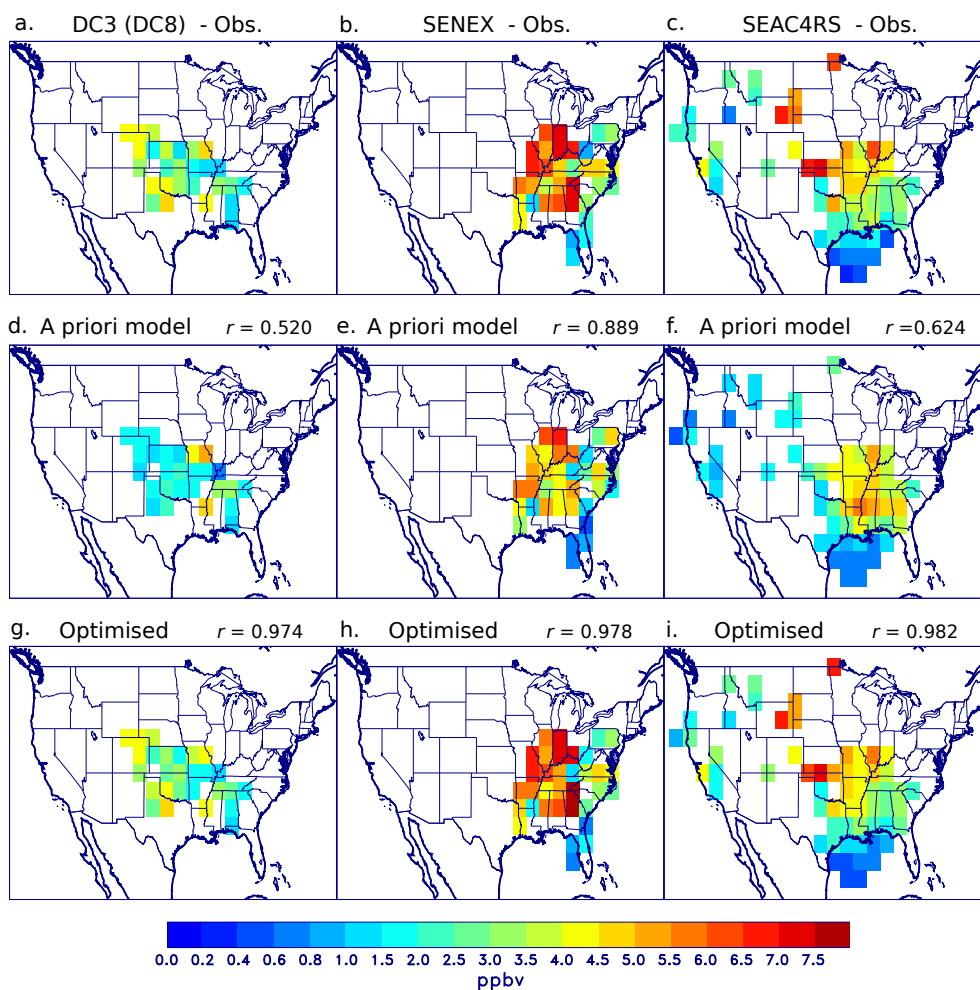 a. DC3 (DC8) - Obs.
b. SENEX - Obs.
c. SEAC4RS - Obs.
d. A priori model r = 0.520
e. A priori model r = 0.889
f. A priori model r =0.624
g. Optimised r = 0.974
h. Optimised r = 0.978
i. Optimised r = 0.982
0.0 0.2 0.4 0.6 0.8 1.0 1.5 2.0 2.5 3.0 3.5 4.0 4.5 5.0 5.5 6.0 6.5 7.0 7.5
ppbv